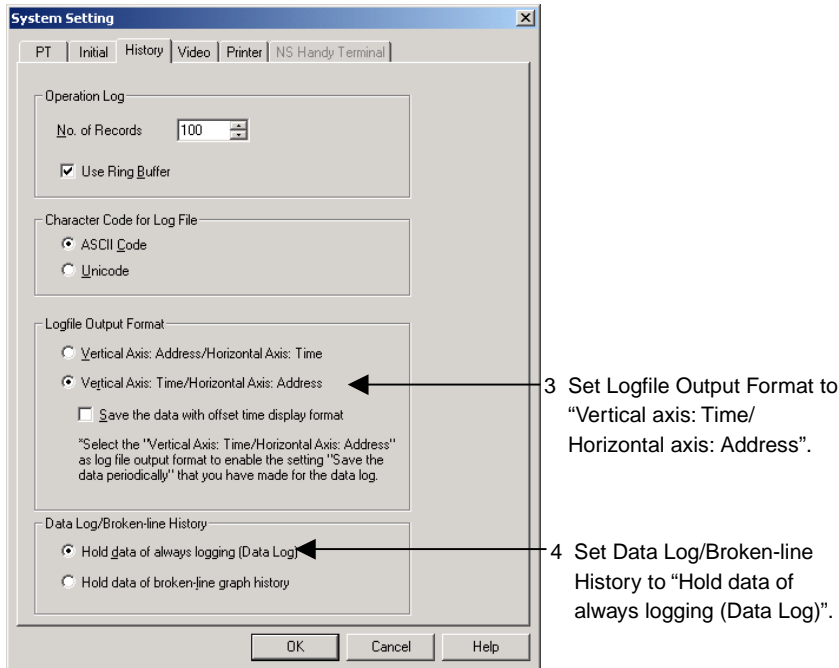 System Setting
PT Initial History Video Printer NS Handy Terminal
Operation Log
No. of Records 100
Use Ring Buffer
Character Code for Log File
ASCII Code
Unicode
Logfile Output Format
Vertical Axis: Address/Horizontal Axis: Time
Vertical Axis: Time/Horizontal Axis: Address
Save the data with offset time display format
*Select the "Vertical Axis: Time/Horizontal Axis: Address"
as log file output format to enable the setting "Save the
data periodically" that you have made for the data log.
3 Set Logfile Output Format to
“Vertical axis: Time/
Horizontal axis: Address”.
Data Log/Broken-line History
Hold data of always logging (Data Log)
Hold data of broken-line graph history
4 Set Data Log/Broken-line
History to “Hold data of
always logging (Data Log)”.
OK Cancel Help